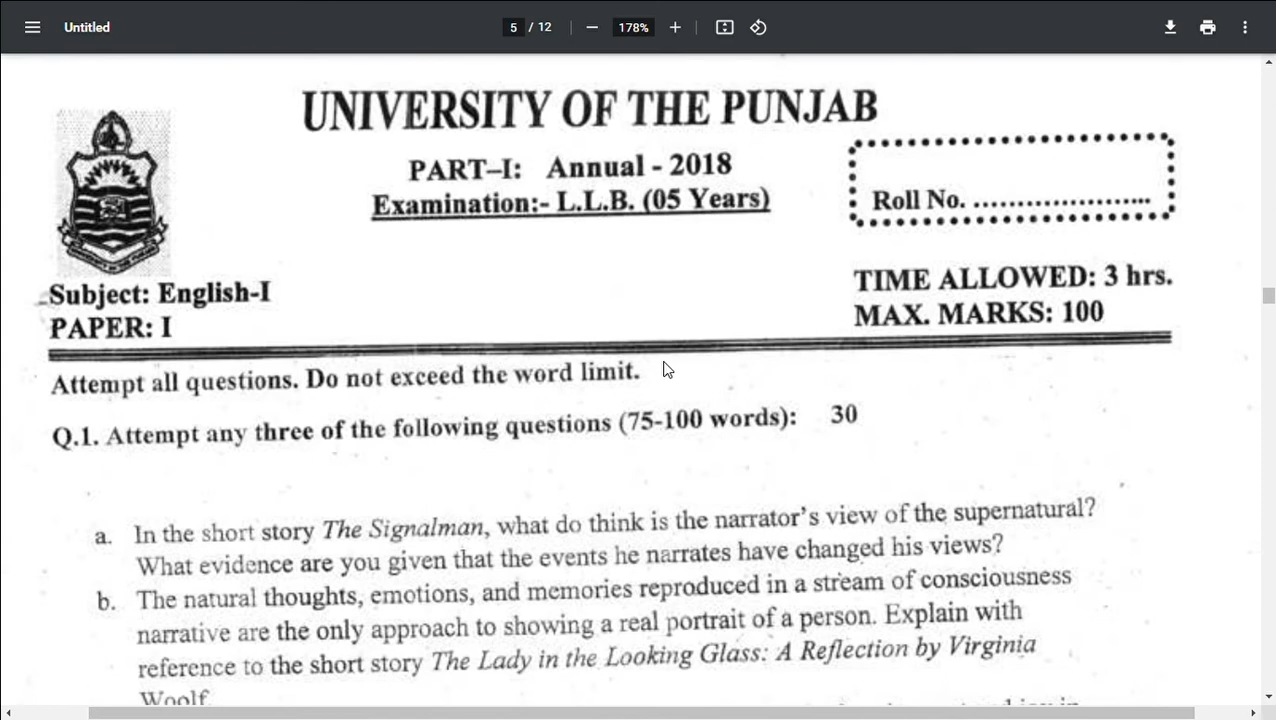 Untitled
5 / 12
178%
UNIVERSITY OF THE PUNJAB
PART–I: Annual - 2018
Examination:- L.L.B. (05 Years)
Roll No. ........................
Subject: English-I
PAPER: I
TIME ALLOWED: 3 hrs.
MAX. MARKS: 100
Attempt all questions. Do not exceed the word limit.
Q.1. Attempt any three of the following questions (75-100 words): 30
a. In the short story The Signalman, what do think is the narrator's view of the supernatural?
What evidence are you given that the events he narrates have changed his views?
b. The natural thoughts, emotions, and memories reproduced in a stream of consciousness
narrative are the only approach to showing a real portrait of a person. Explain with
reference to the short story The Lady in the Looking Glass: A Reflection by Virginia
Woolf